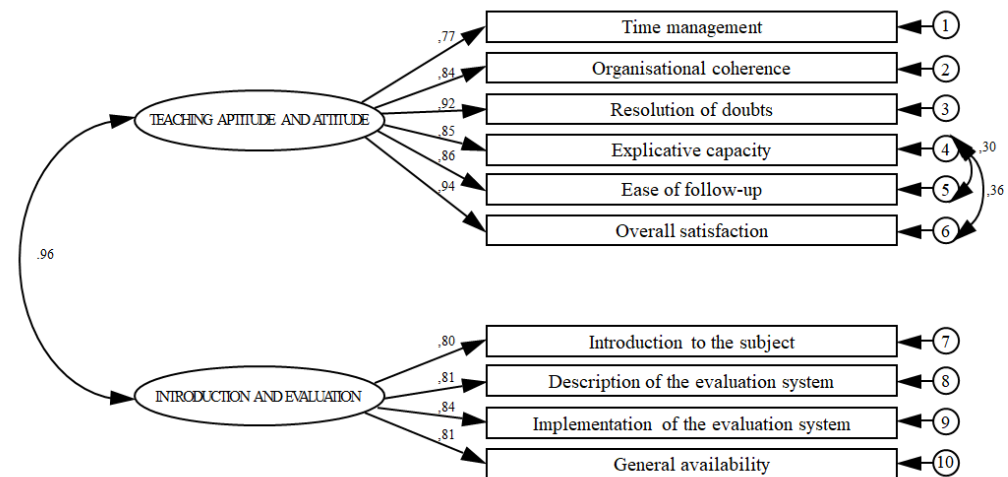 ,77
Time management
1
,84
Organisational coherence
2
,92
Resolution of doubts
3
TEACHING APTITUDE AND ATTITUDE
,85
Explicative capacity
4
,30
,86
Ease of follow-up
5
,36
,94
Overall satisfaction
6
.96
,80
Introduction to the subject
7
,81
Description of the evaluation system
8
INTRODUCTION AND EVALUATION
,84
Implementation of the evaluation system
9
,81
General availability
10